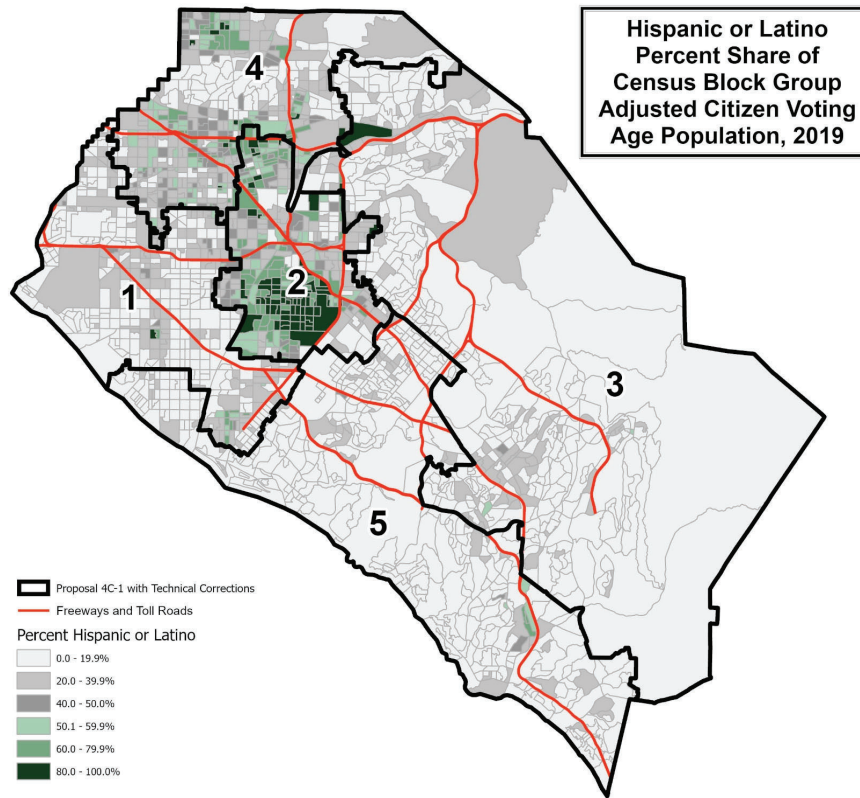 Hispanic or Latino
Percent Share of
Census Block Group
Adjusted Citizen Voting
Age Population, 2019
4
2
1
3
5
Proposal 4C-1 with Technical Corrections
Freeways and Toll Roads
Percent Hispanic or Latino
0.0 - 19.9%
20.0 - 39.9%
40.0 - 50.0%
50.1 - 59.9%
60.0 - 79.9%
80.0 - 100.0%